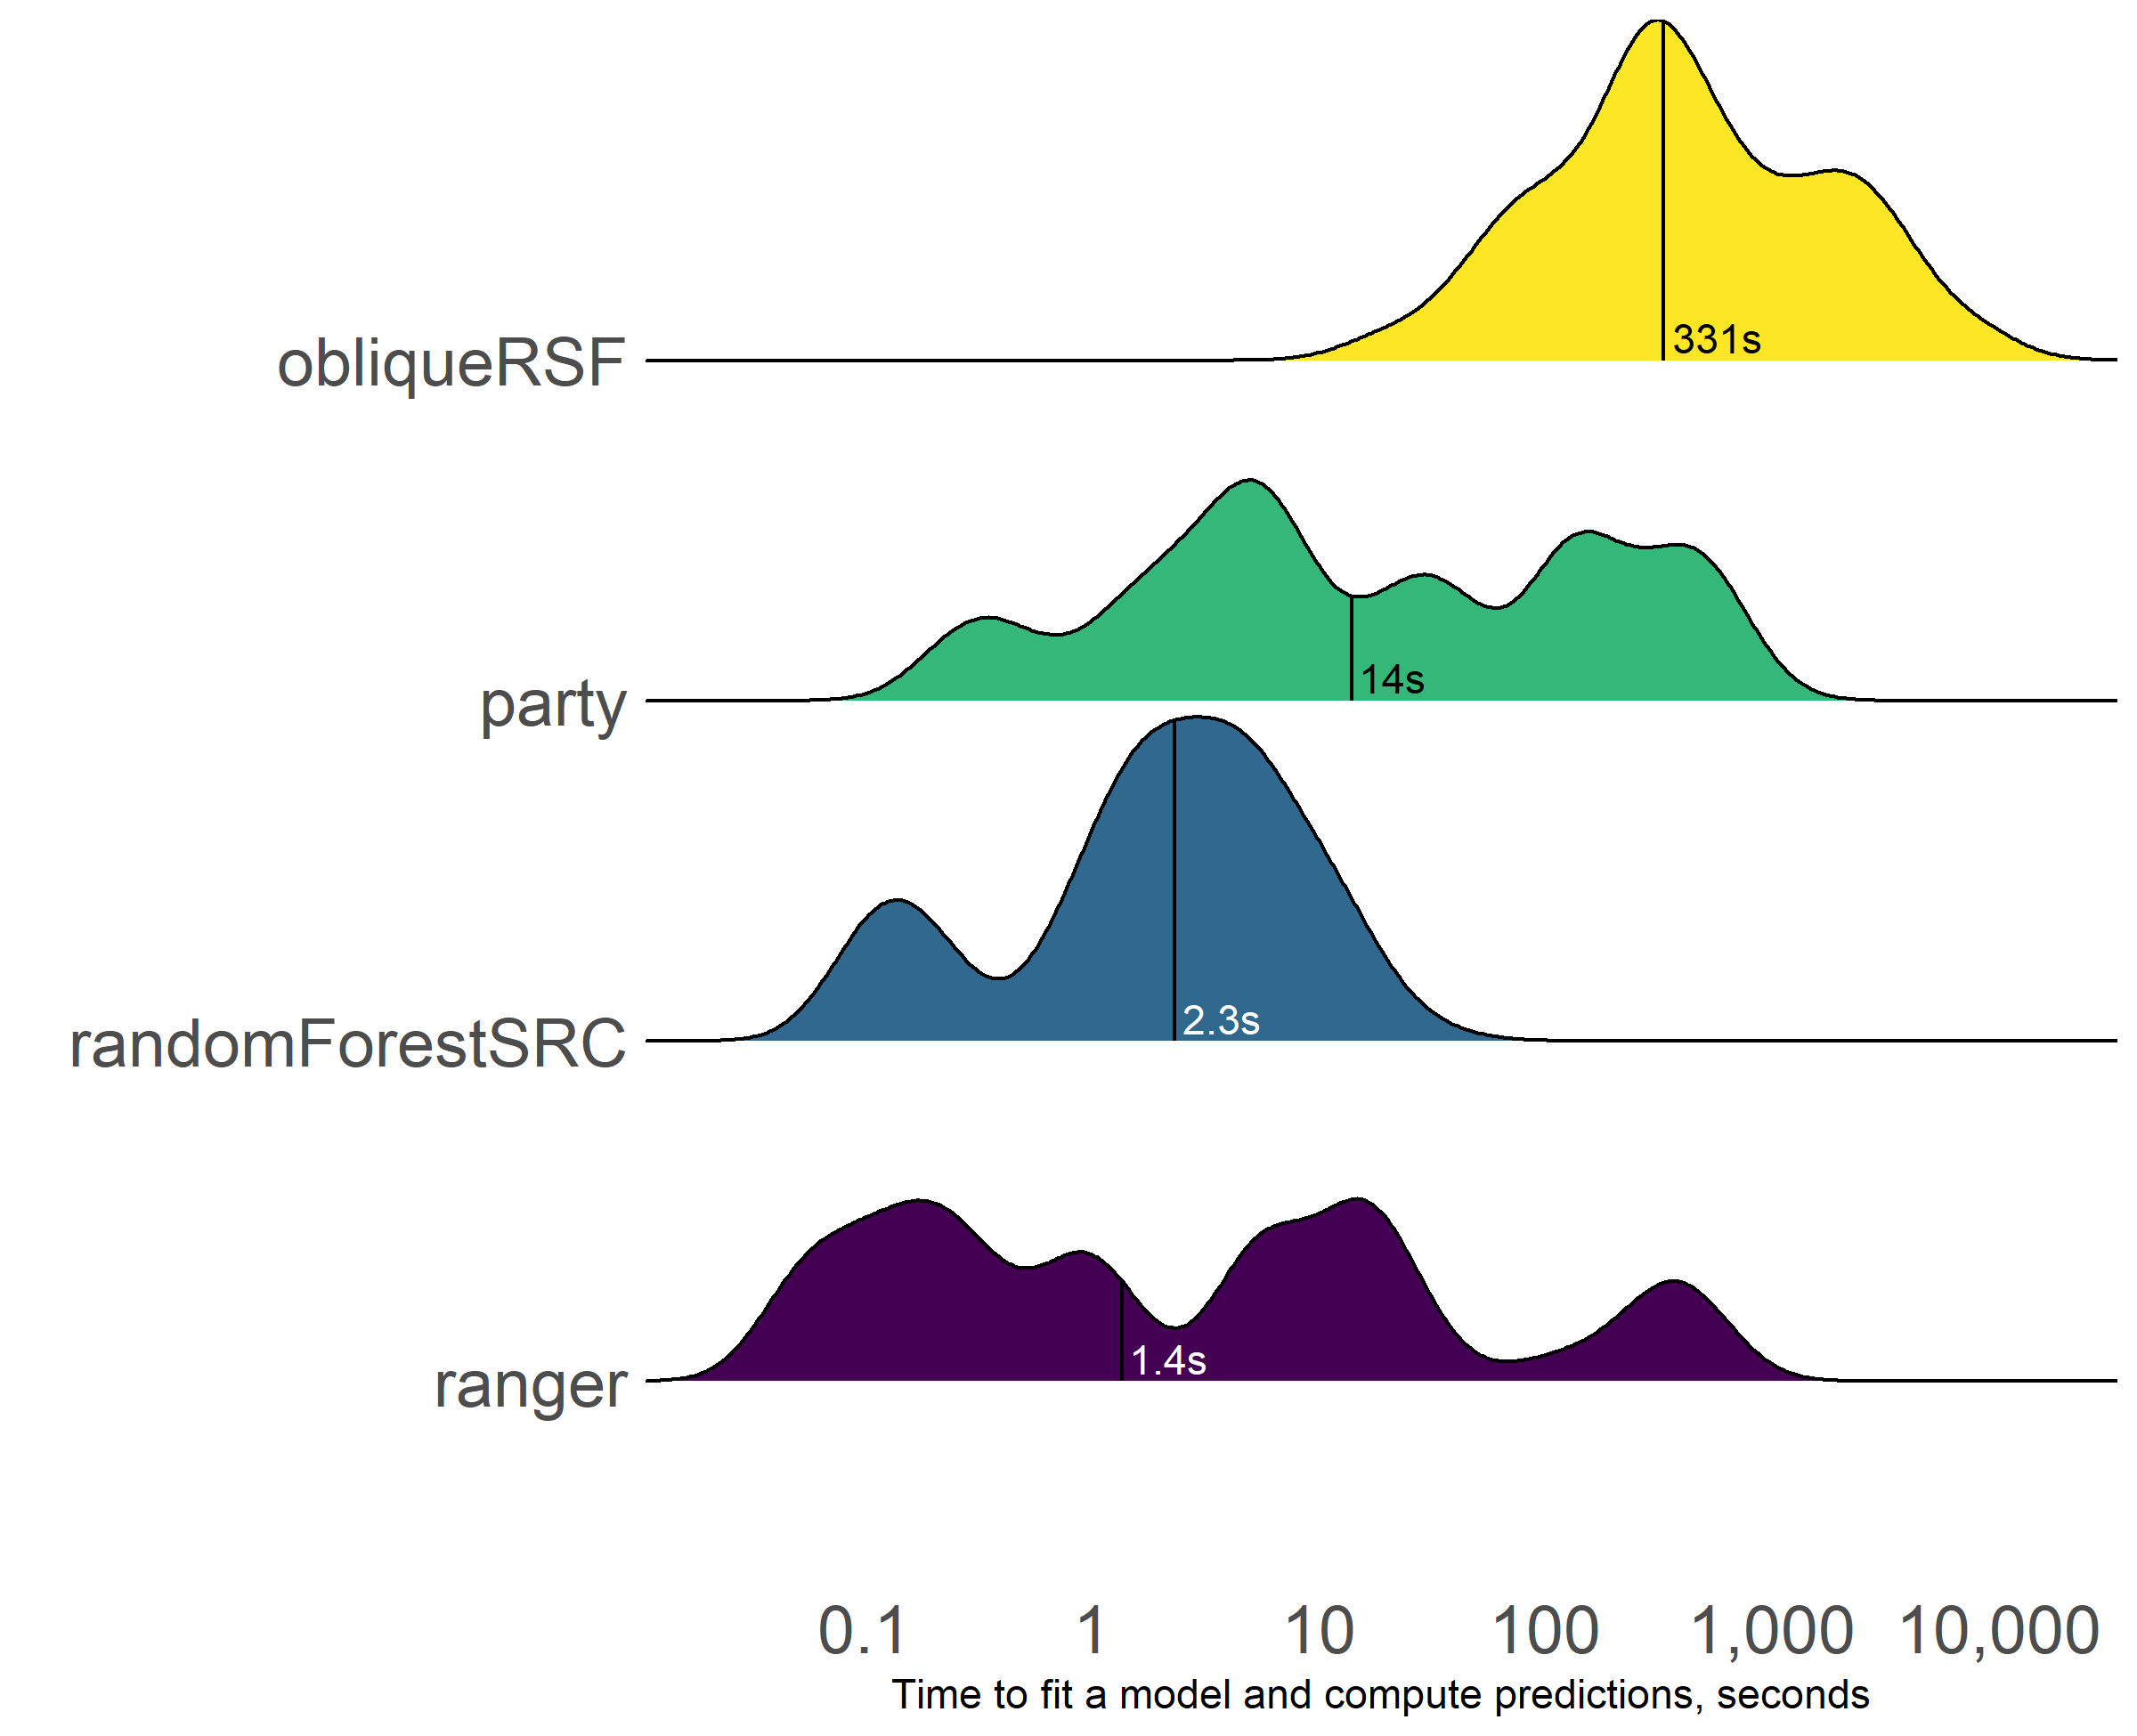 331s
obliqueRSF
14s
party
2.3s
randomForestSRC
1.4s
ranger
0.1 1 10 100 1,000 10,000
Time to fit a model and compute predictions, seconds